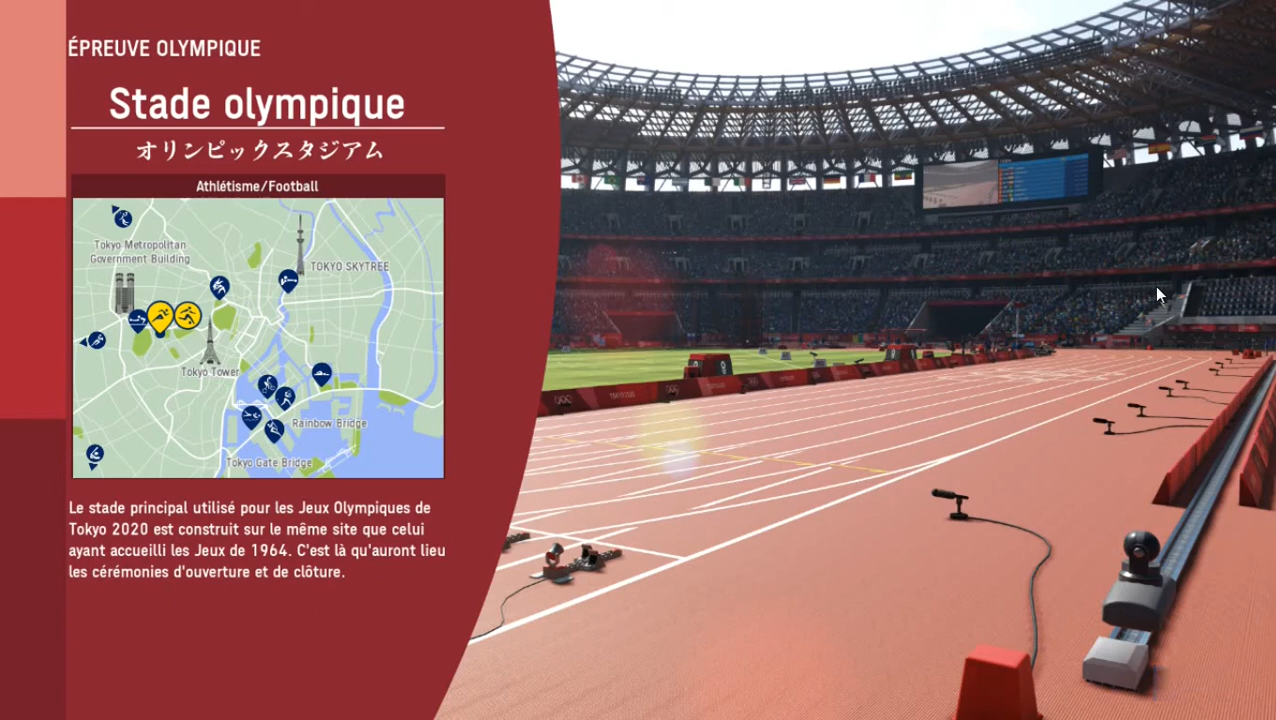 ÉPREUVE OLYMPIQUE
Stade olympique
オリンピックスタジアム
Athlétisme/Football
Tokyo Metropolitan
Government Building
TOKYO SKYTREE
Tokyo Tower
Rainbow Bridge
Tokyo Gate Bridge
Le stade principal utilisé pour les Jeux Olympiques de
Tokyo 2020 est construit sur le même site que celui
ayant accueilli les Jeux de 1964. C'est là qu'auront lieu
les cérémonies d'ouverture et de clôture.